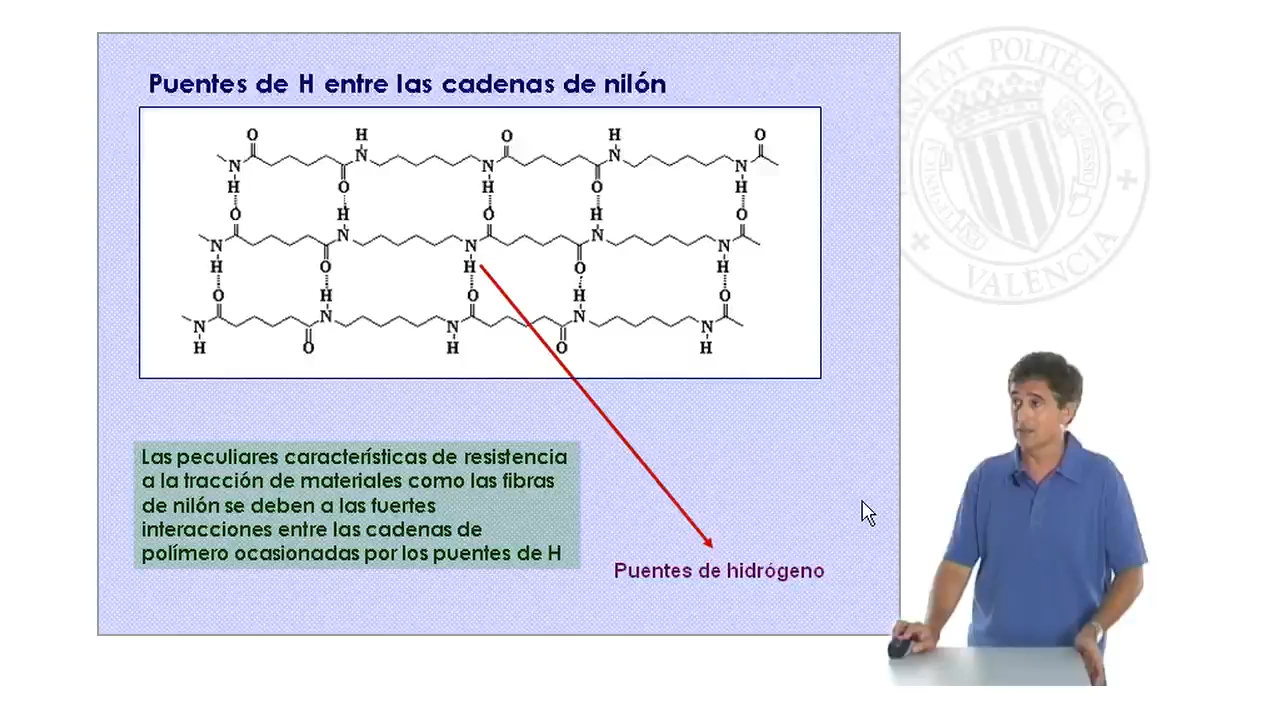 Puentes de H entre las cadenas de nilón
O H O H O
N N N N N
H O H O H
O H O H O
N N N N N
H O H O H
O H O H O
N N N N N
H O H O H
Las peculiares características de resistencia
a la tracción de materiales como las fibras
de nilón se deben a las fuertes
interacciones entre las cadenas de
polímero ocasionadas por los puentes de H
Puentes de hidrógeno
POLITÈCNICA
VALÈNCIA